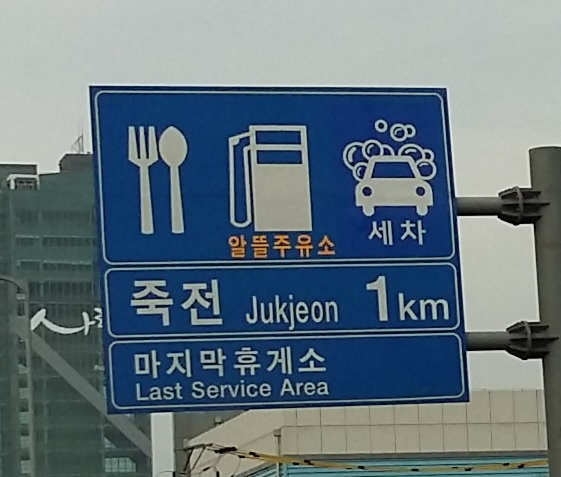 알뜰주유소
세차
죽전 Jukjeon 1km
마지막휴게소
Last Service Area